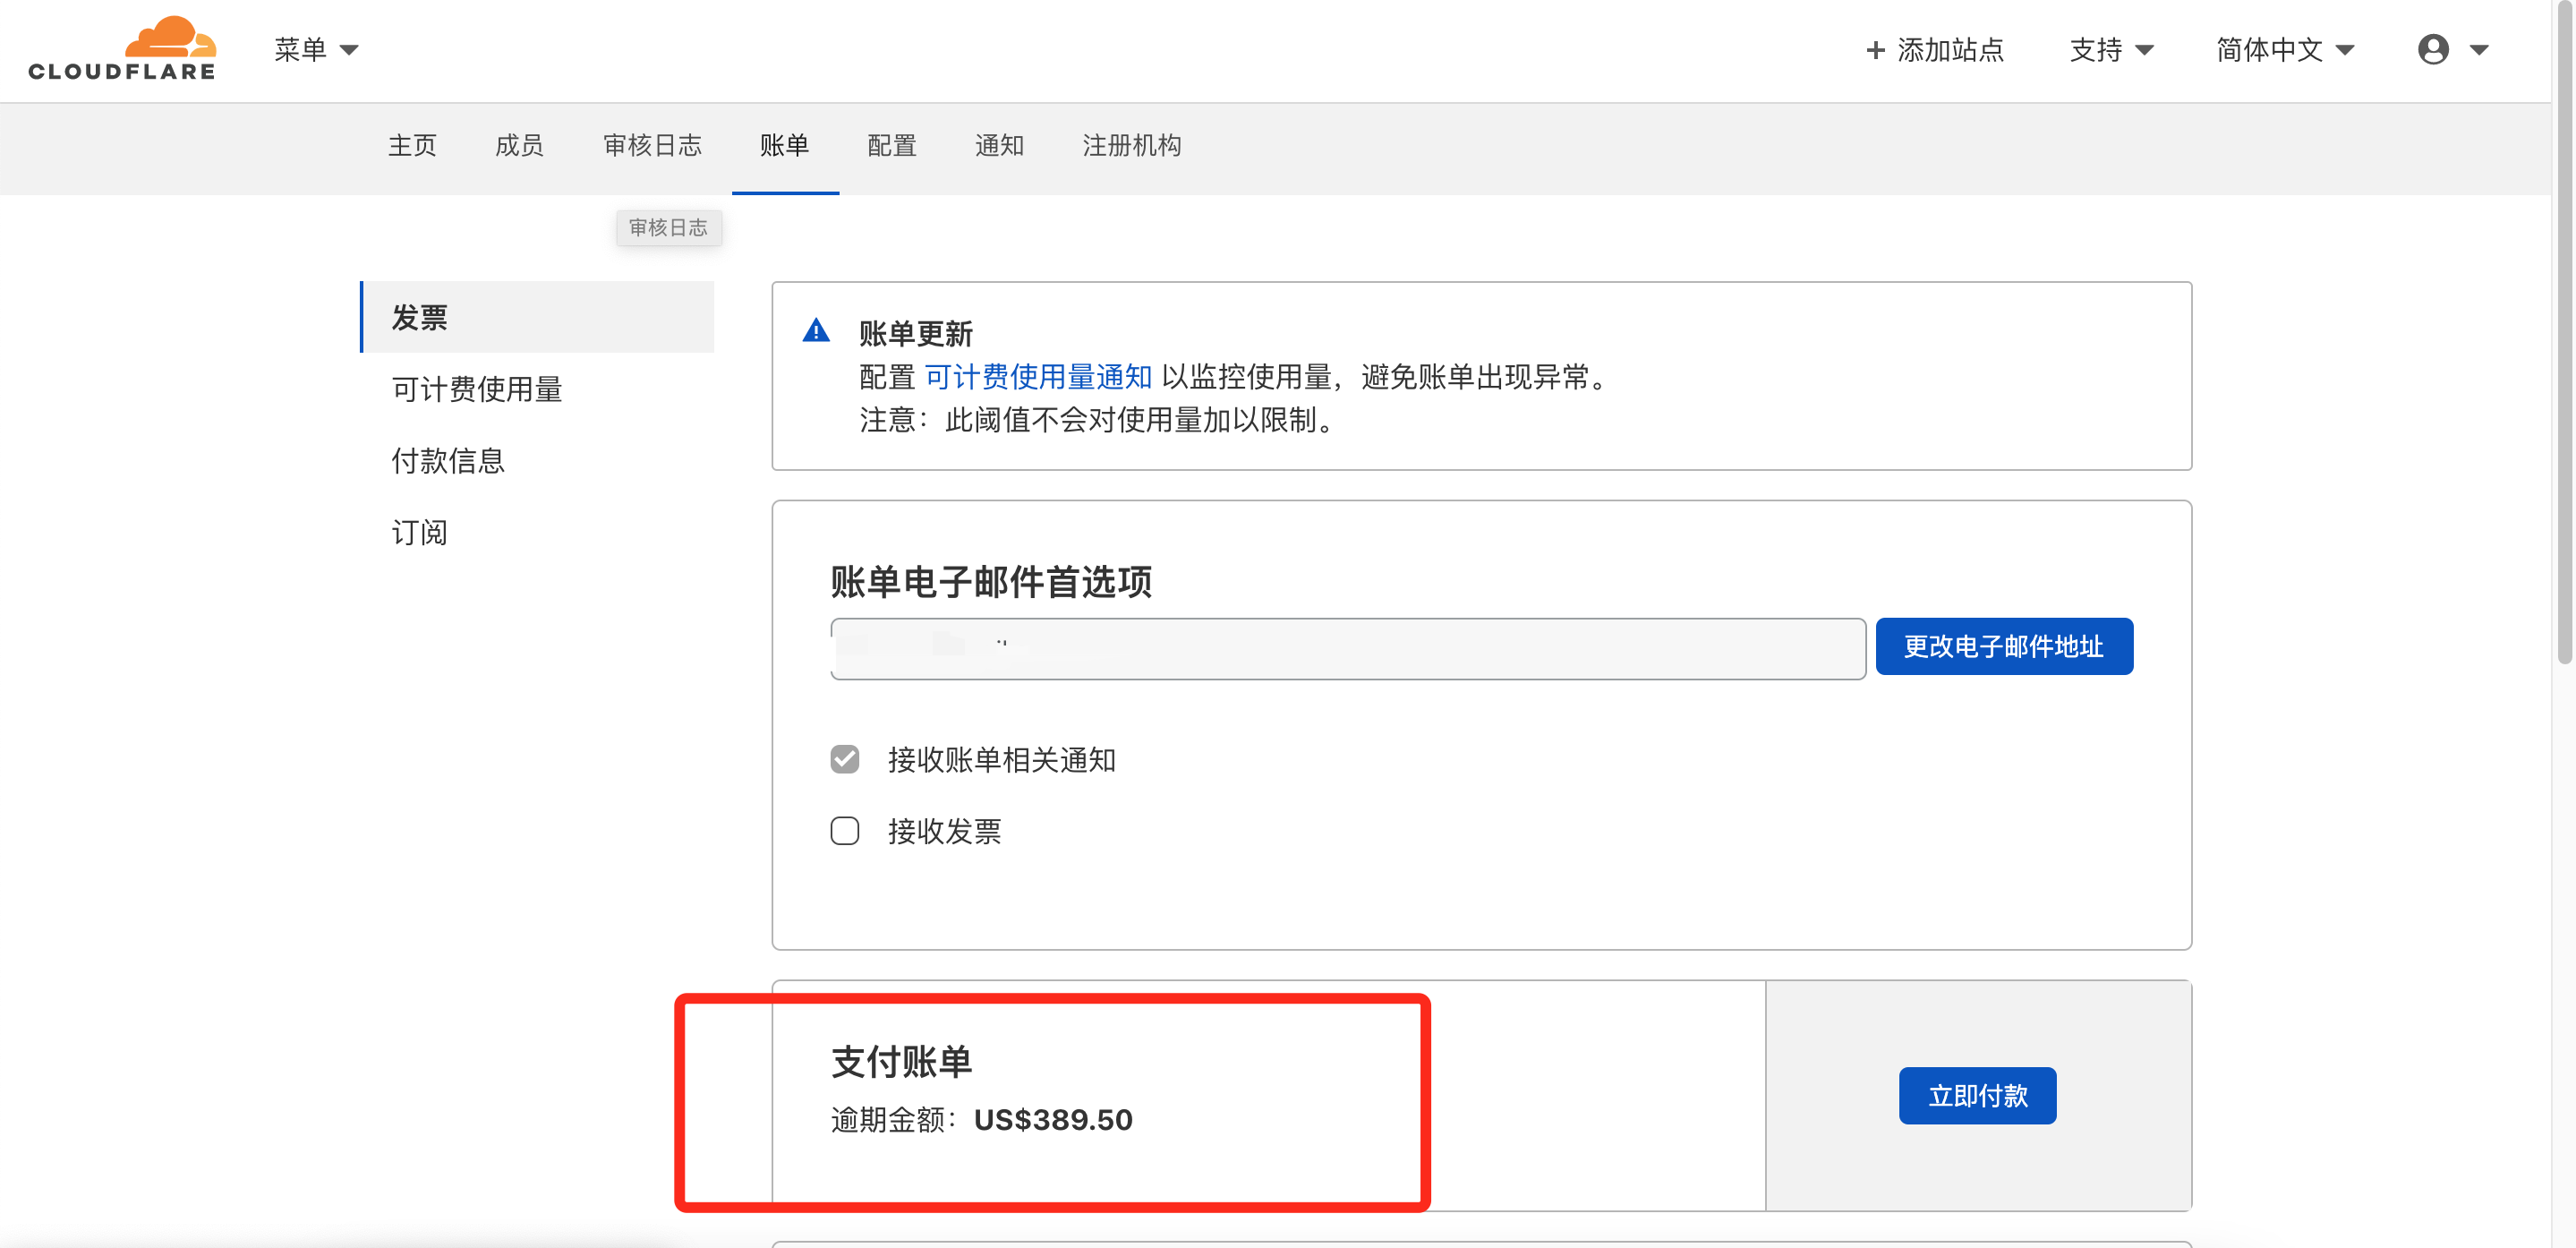 CLOUDFLARE
菜单
添加站点
支持
简体中文
主页
成员
审核日志
账单
配置
通知
注册机构
审核日志
发票
可计费使用量
付款信息
订阅
账单更新
配置 可计费使用量通知 以监控使用量，避免账单出现异常。
注意：此阈值不会对使用量加以限制。
账单电子邮件首选项
更改电子邮件地址
接收账单相关通知
接收发票
支付账单
逾期金额：US$389.50
立即付款